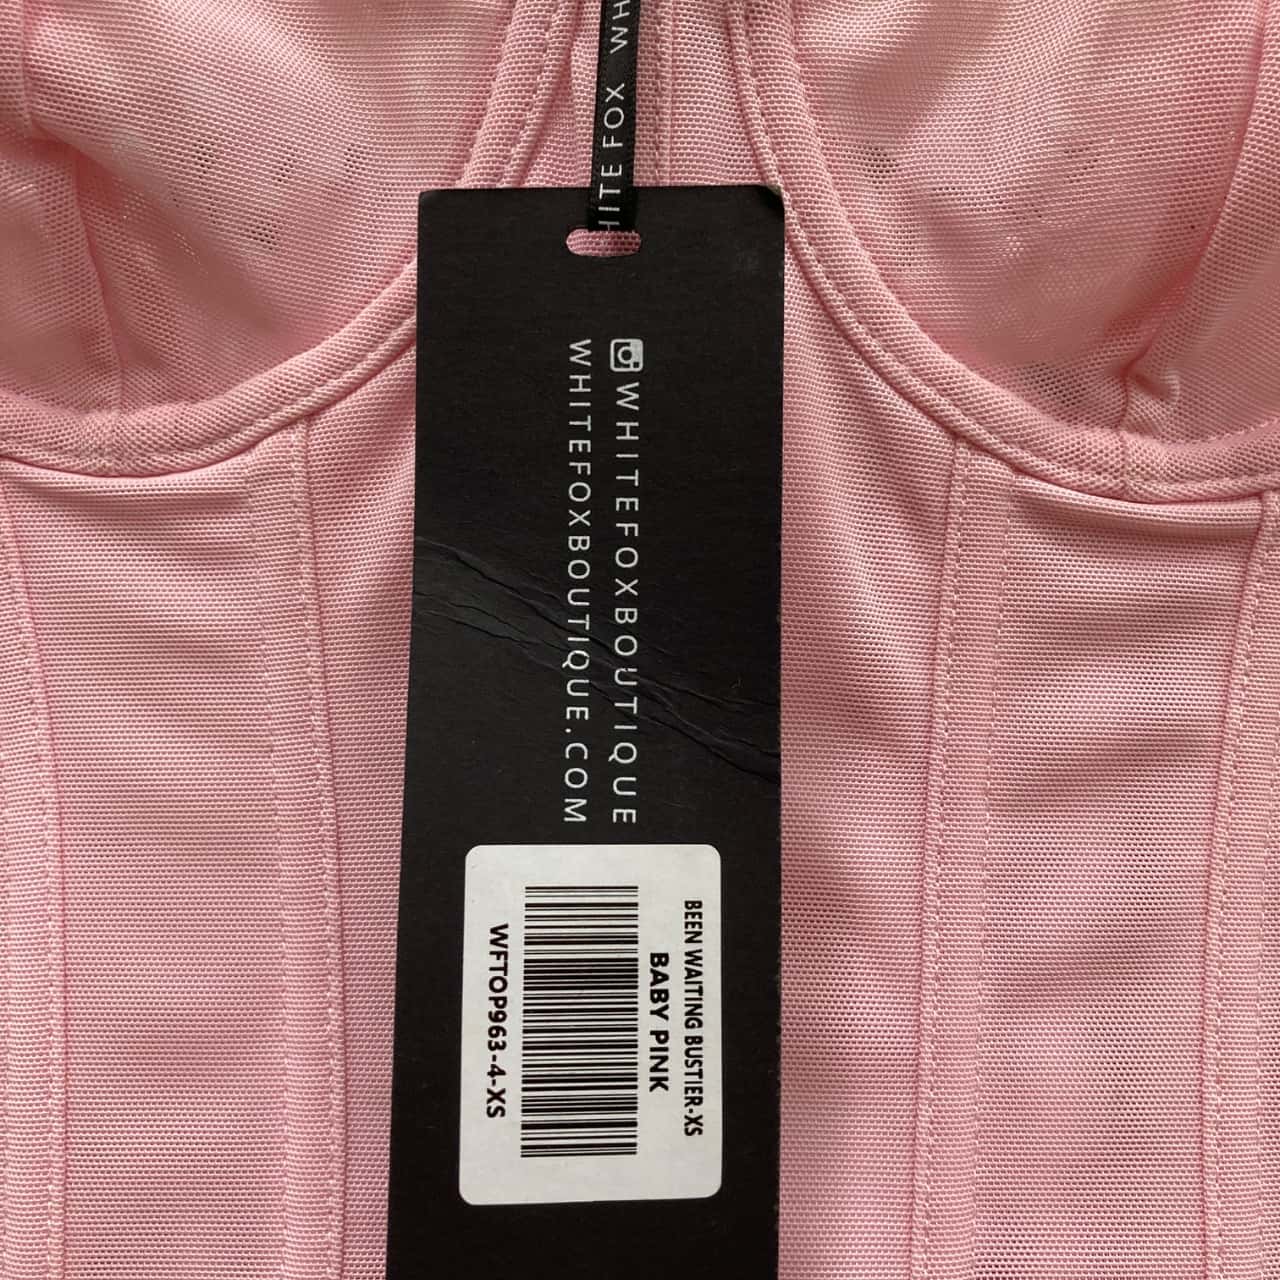 WHITE FOX WH
WHITEFOXBOUTIQUE
WHITEFOXBOUTIQUE.COM
BEEN WAITING BUSTIER-XS
BABY PINK
WFTOP963-4-XS